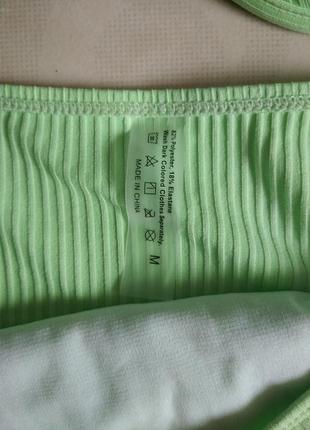 82% Polyester, 18% Elastane
Wash Dark Colored Clothes Separately.
M
MADE IN CHINA